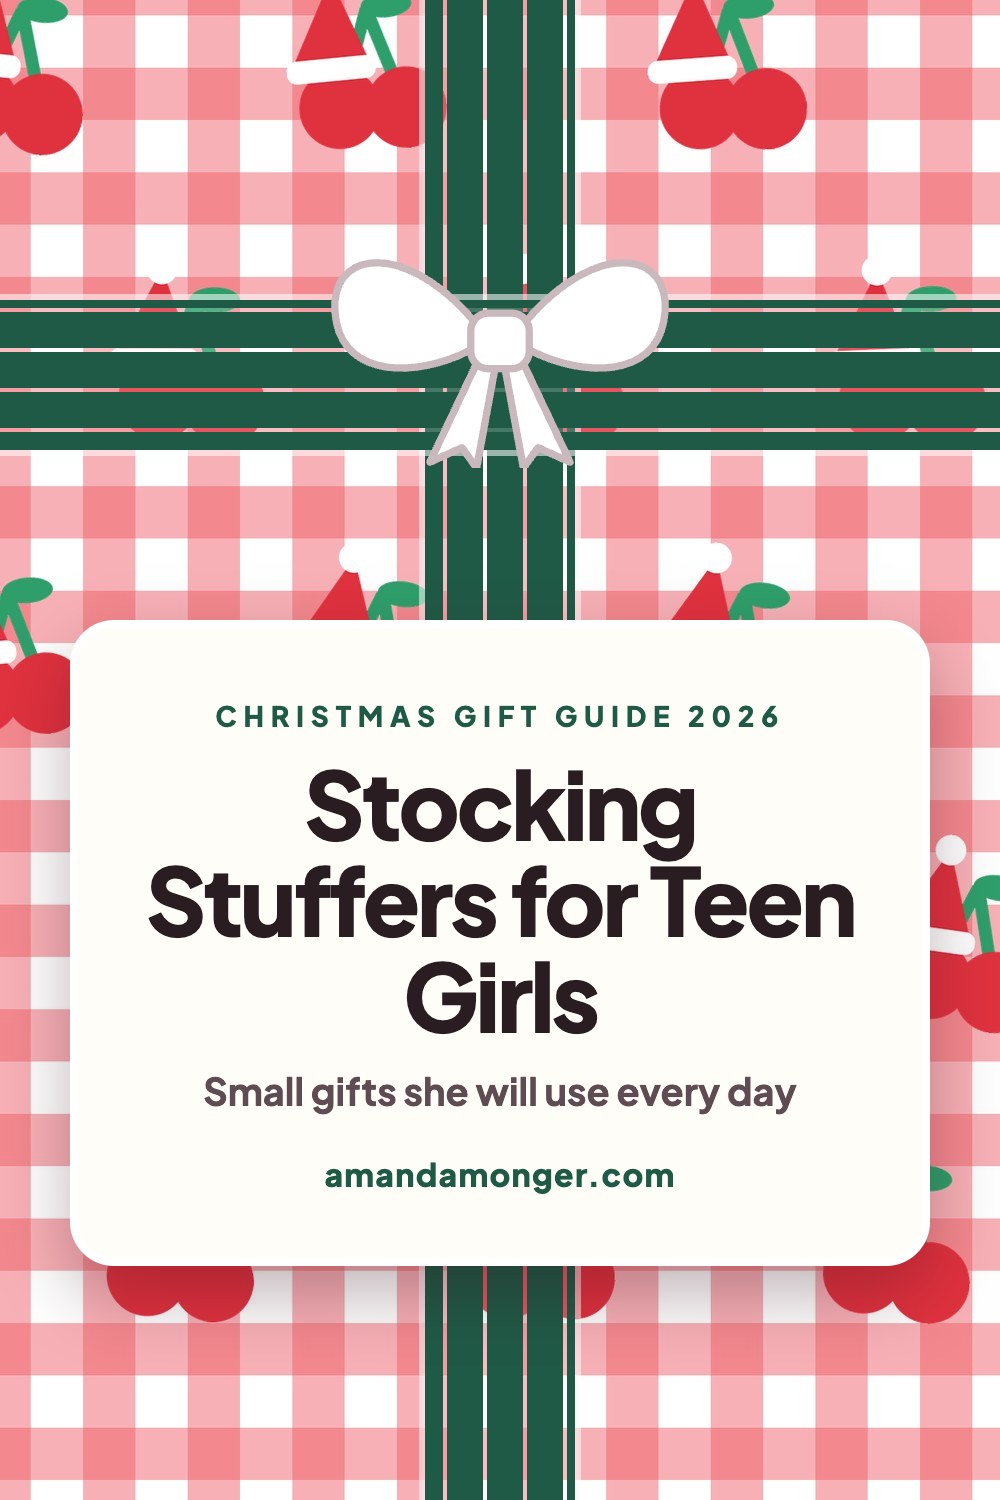 CHRISTMAS GIFT GUIDE 2026
Stocking
Stuffers for Teen
Girls
Small gifts she will use every day
amandamonger.com